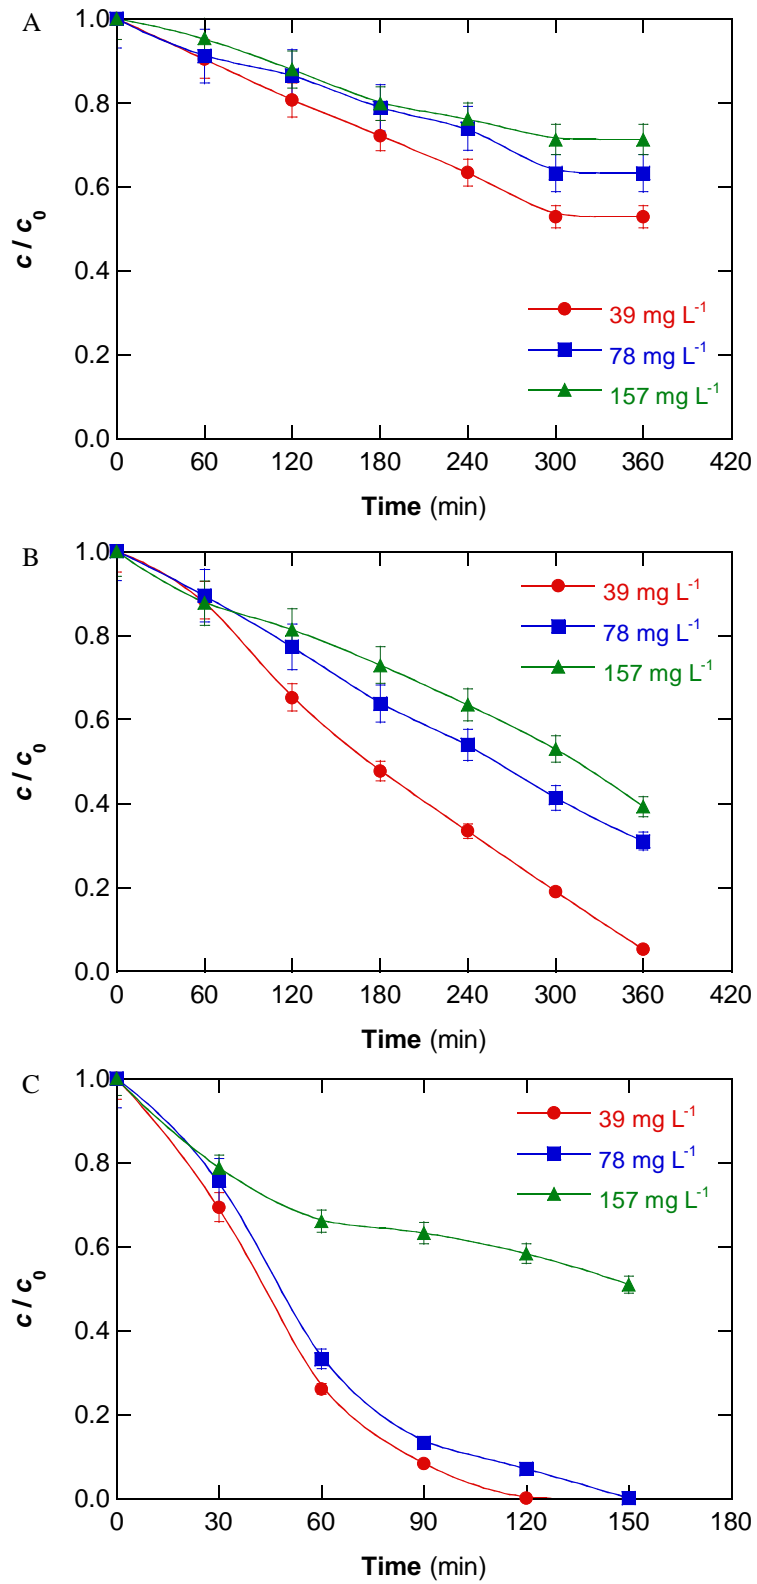 A
1.0
0.8
0.6
0.4
0.2
0.0
c / c0
39 mg L-1
78 mg L-1
157 mg L-1
0 60 120 180 240 300 360 420
Time (min)
B
1.0
0.8
0.6
0.4
0.2
0.0
c / c0
39 mg L-1
78 mg L-1
157 mg L-1
0 60 120 180 240 300 360 420
Time (min)
C
1.0
0.8
0.6
0.4
0.2
0.0
c / c0
39 mg L-1
78 mg L-1
157 mg L-1
0 30 60 90 120 150 180
Time (min)